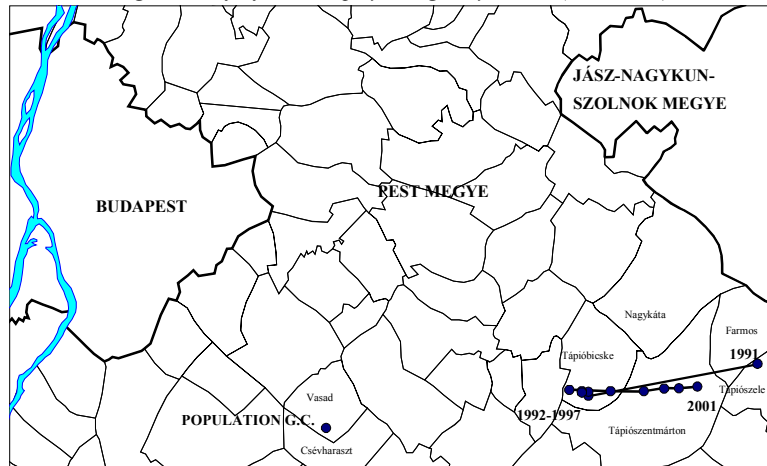 JÁSZ-NAGYKUN-
SZOLNOK MEGYE
PEST MEGYE
BUDAPEST
Nagykáta
Farmos
Tápióbicske
1991
Tápiószele
Vasad
1992-1997
2001
POPULATION G.C.
Tápiószentmárton
Csévharaszt